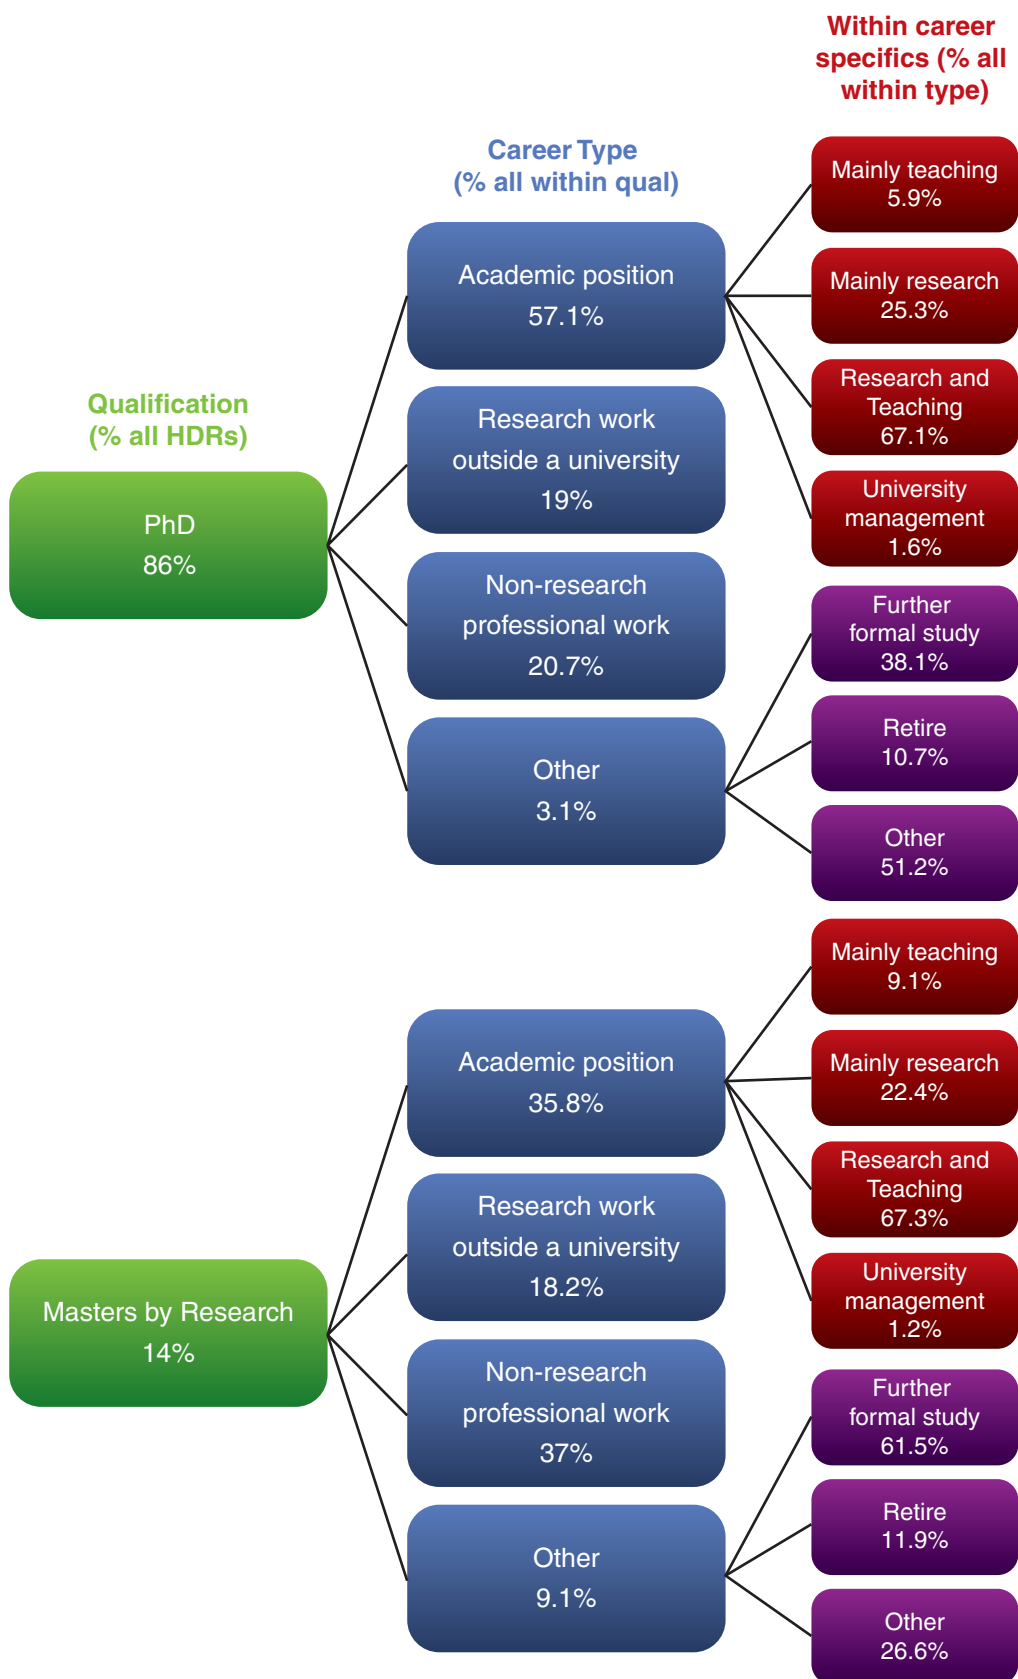 Within career
specifics (% all
within type)
Career Type
(% all within qual)
Qualification
(% all HDRs)
PhD
86%
Academic position
57.1%
Mainly teaching
5.9%
Mainly research
25.3%
Research and
Teaching
67.1%
University
management
1.6%
Research work
outside a university
19%
Non-research
professional work
20.7%
Other
3.1%
Further
formal study
38.1%
Retire
10.7%
Other
51.2%
Masters by Research
14%
Academic position
35.8%
Mainly teaching
9.1%
Mainly research
22.4%
Research and
Teaching
67.3%
University
management
1.2%
Research work
outside a university
18.2%
Non-research
professional work
37%
Other
9.1%
Further
formal study
61.5%
Retire
11.9%
Other
26.6%